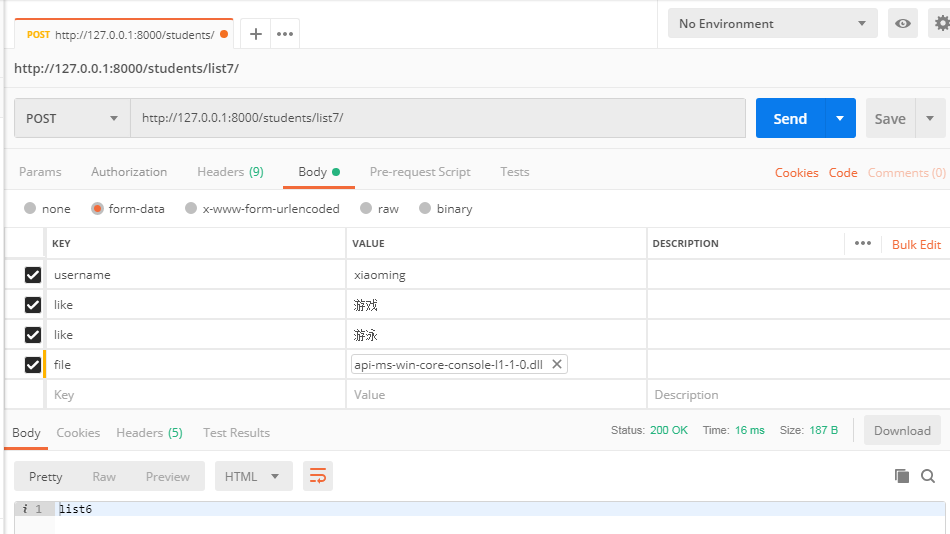 POST http://127.0.0.1:8000/students/
No Environment
http://127.0.0.1:8000/students/list7/
POST http://127.0.0.1:8000/students/list7/ Send Save
Params Authorization Headers (9) Body Pre-request Script Tests Cookies Code Comments (0)
none form-data x-www-form-urlencoded raw binary
KEY VALUE DESCRIPTION Bulk Edit
username xiaoming
like 游戏
like 游泳
file api-ms-win-core-console-l1-1-0.dll
Key Value Description
Body Cookies Headers (5) Test Results Status: 200 OK Time: 16 ms Size: 187 B Download
Pretty Raw Preview HTML
i 1 list6